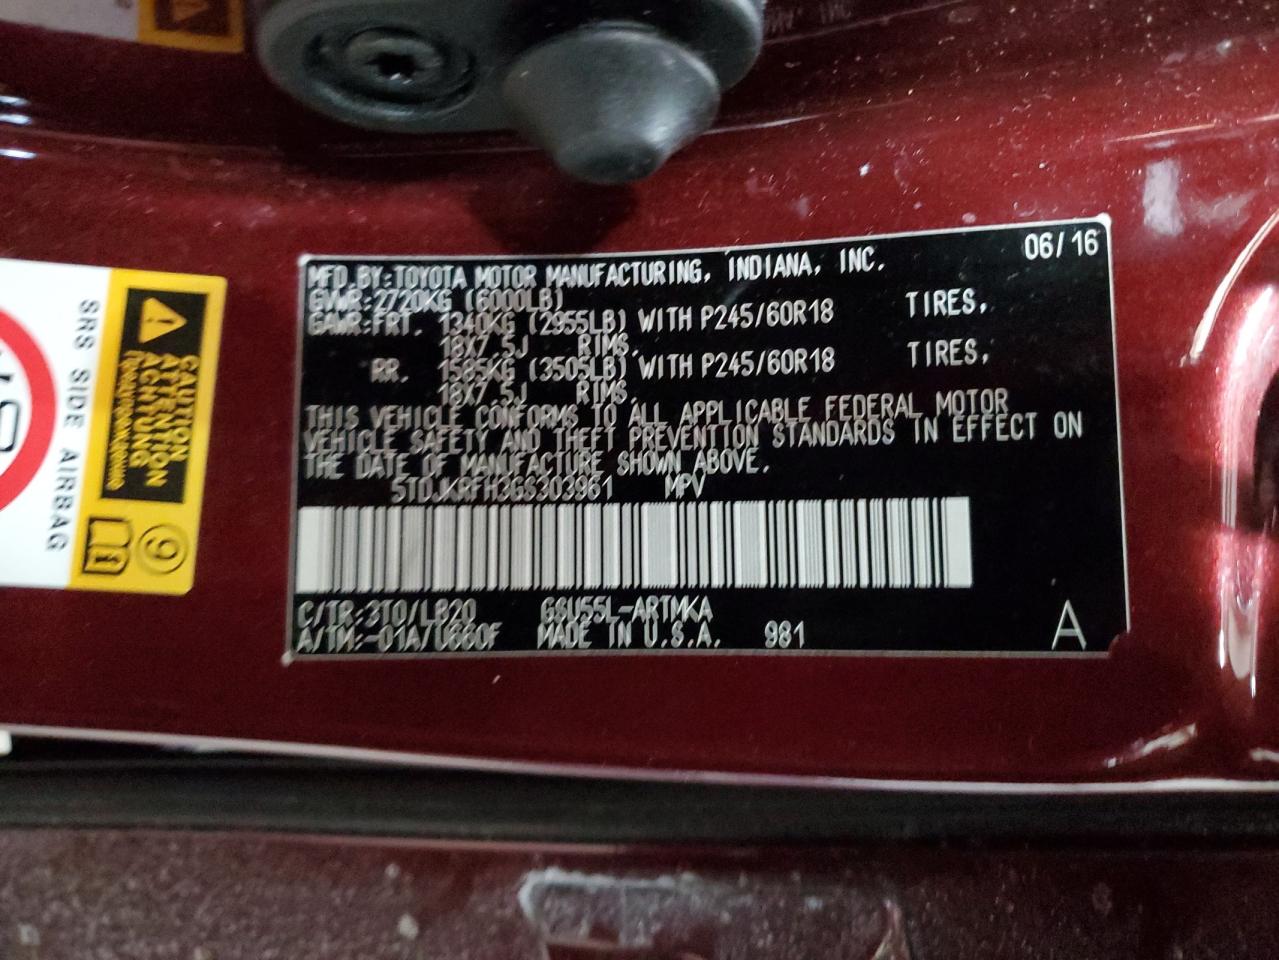 06/16
MFD.BY:TOYOTA MOTOR MANUFACTURING, INDIANA, INC.
GVWR:2720KG (6000LB)
GAWR:FRT. 1340KG (2955LB) WITH P245/60R18 TIRES,
18X7.5J RIMS.
RR. 1585KG (3505LB) WITH P245/60R18 TIRES,
18X7.5J RIMS.
THIS VEHICLE CONFORMS TO ALL APPLICABLE FEDERAL MOTOR
VEHICLE SAFETY AND THEFT PREVENTION STANDARDS IN EFFECT ON
THE DATE OF MANUFACTURE SHOWN ABOVE.
5TDJKRFH3GS303961 MPV
C/TR:3T0/LB20 GSU55L-ARTMKA
A/TM:-01A/U660F MADE IN U.S.A. 981
A
SRS SIDE AIRBAG
CAUTION
ATTENTION
ACHTUNG
9